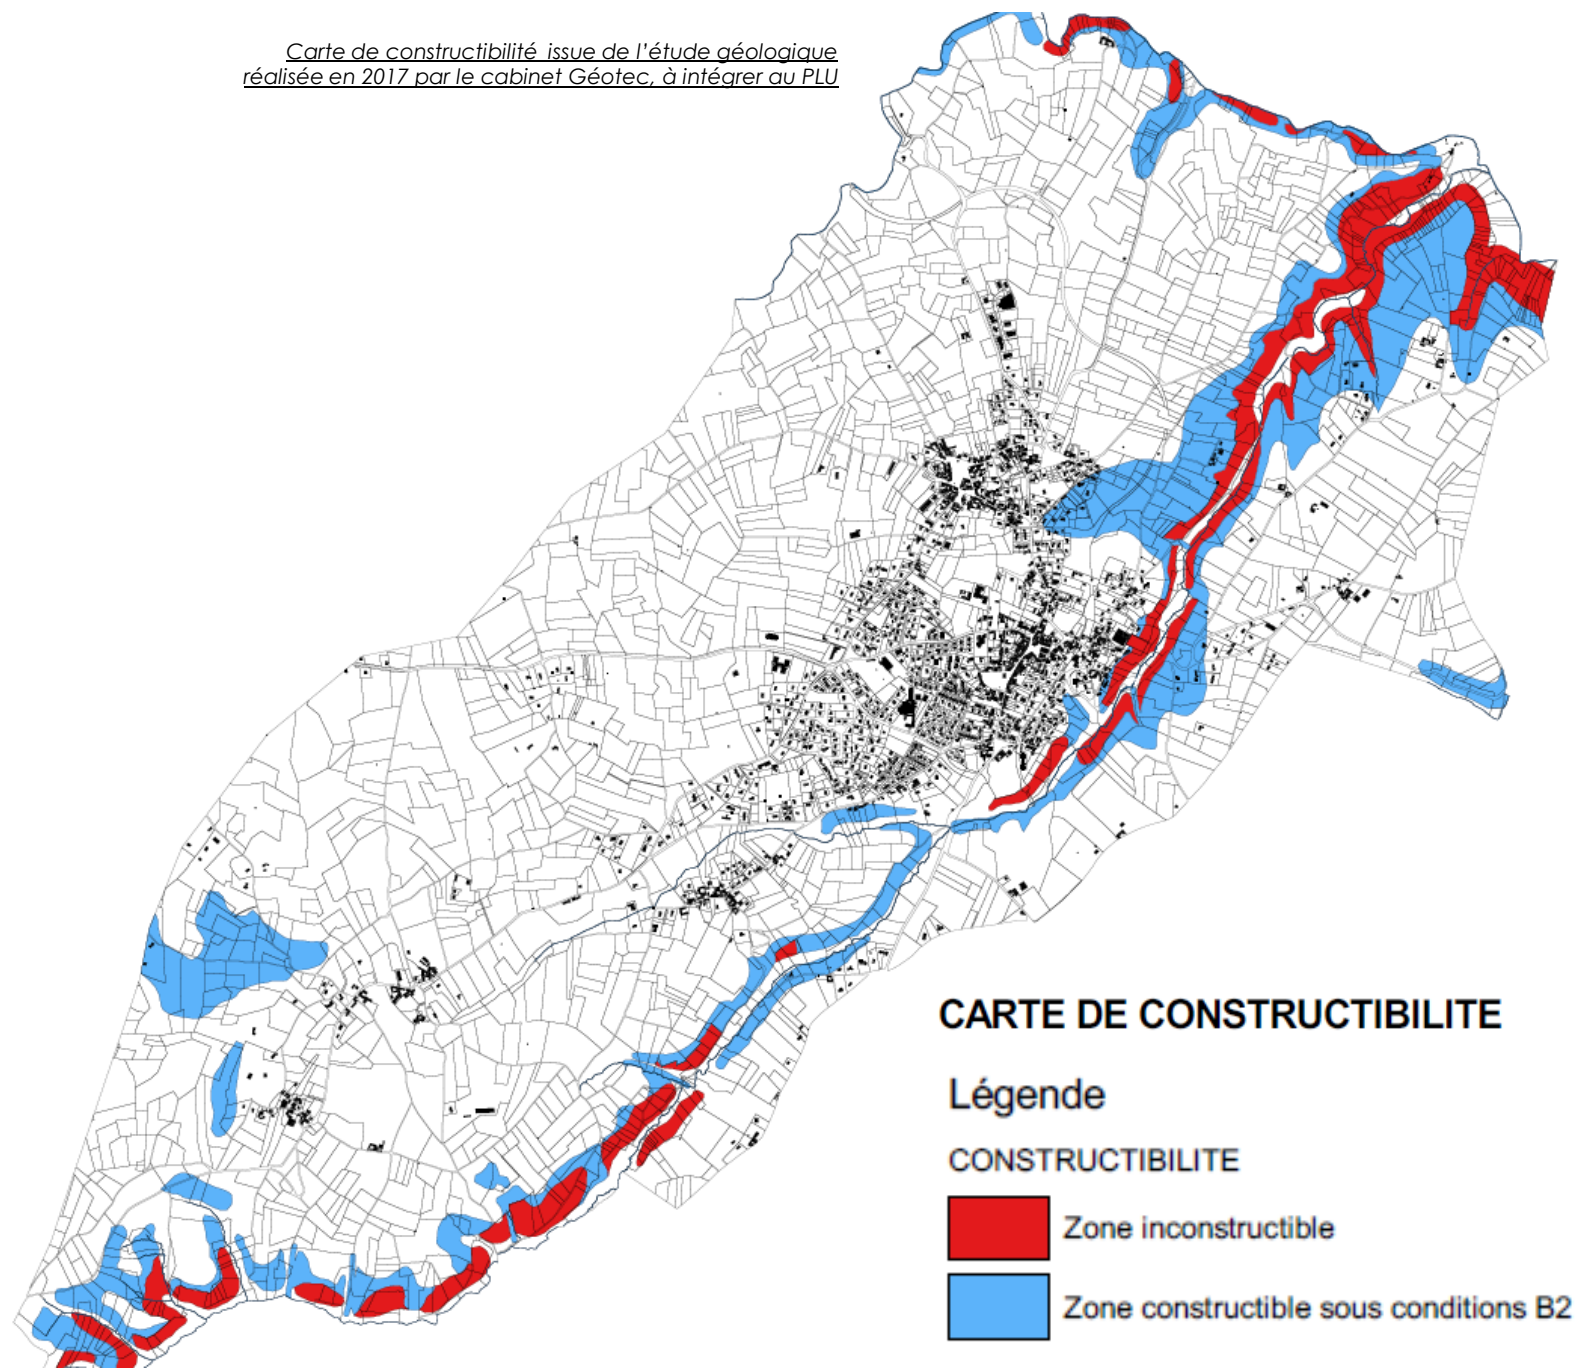 Carte de constructibilité issue de l'étude géologique
réalisée en 2017 par le cabinet Géotec, à intégrer au PLU
CARTE DE CONSTRUCTIBILITE
Légende
CONSTRUCTIBILITE
Zone inconstructible
Zone constructible sous conditions B2